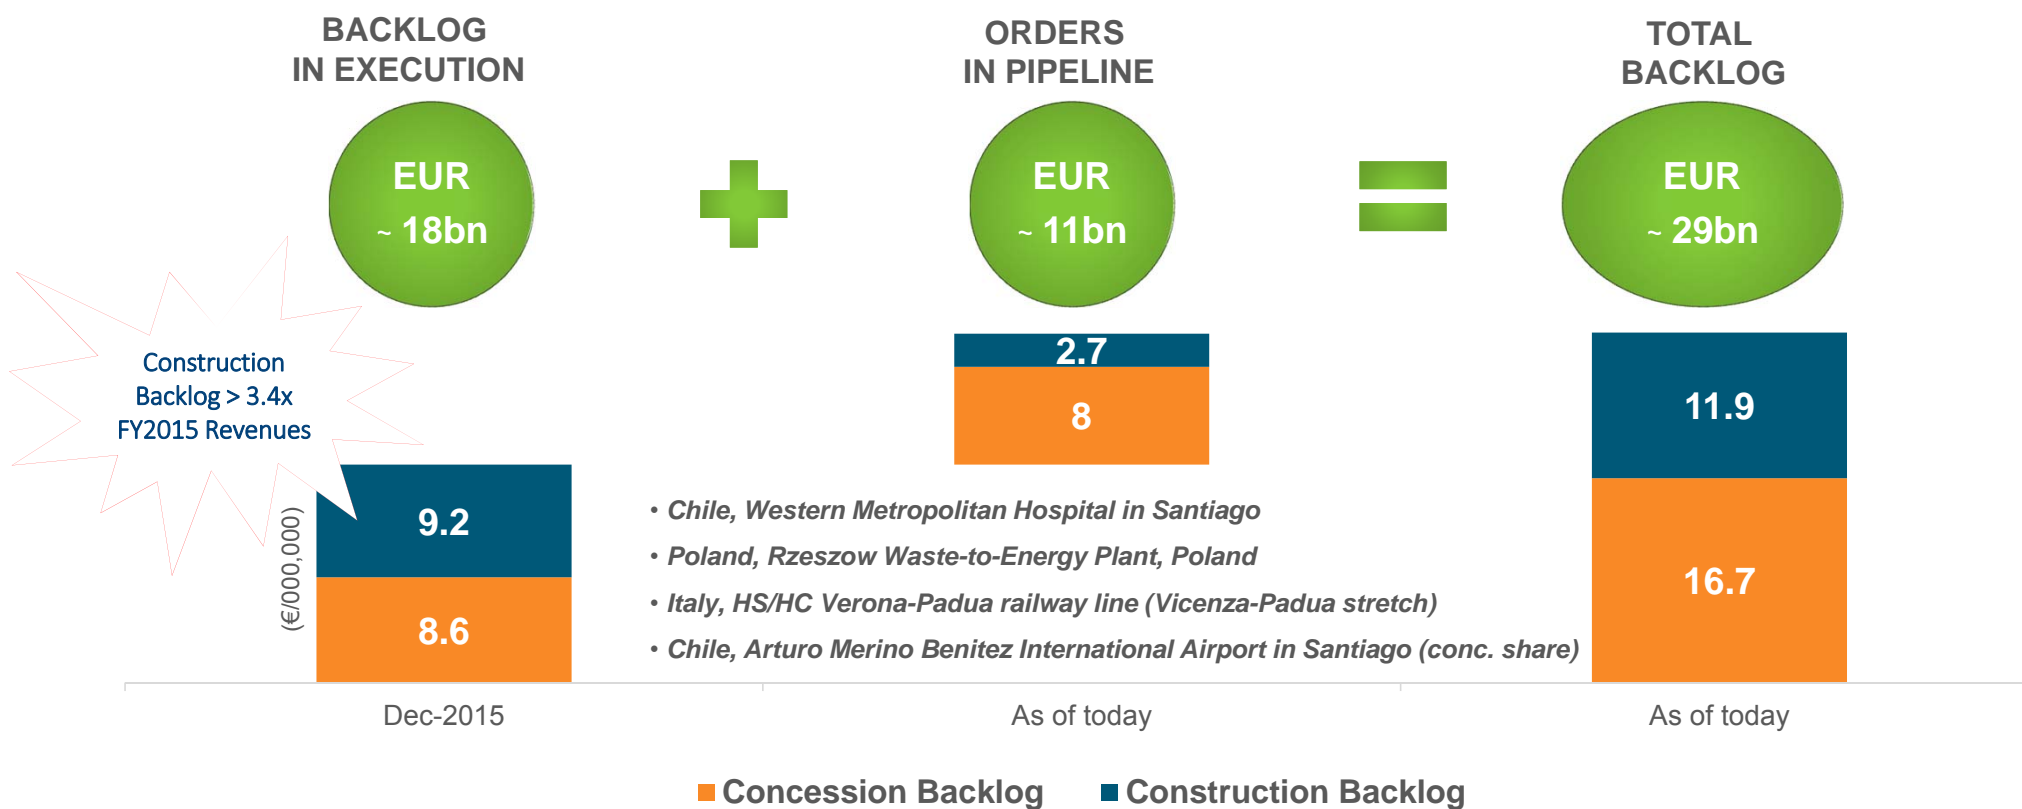 BACKLOG
IN EXECUTION
ORDERS
IN PIPELINE
TOTAL
BACKLOG
EUR
~ 18bn
EUR
~ 11bn
EUR
~ 29bn
Construction
Backlog > 3.4x
FY2015 Revenues
2.7
8
11.9
16.7
9.2
8.6
(€/000,000)
• Chile, Western Metropolitan Hospital in Santiago
• Poland, Rzeszow Waste-to-Energy Plant, Poland
• Italy, HS/HC Verona-Padua railway line (Vicenza-Padua stretch)
• Chile, Arturo Merino Benitez International Airport in Santiago (conc. share)
Dec-2015
As of today
As of today
Concession Backlog
Construction Backlog